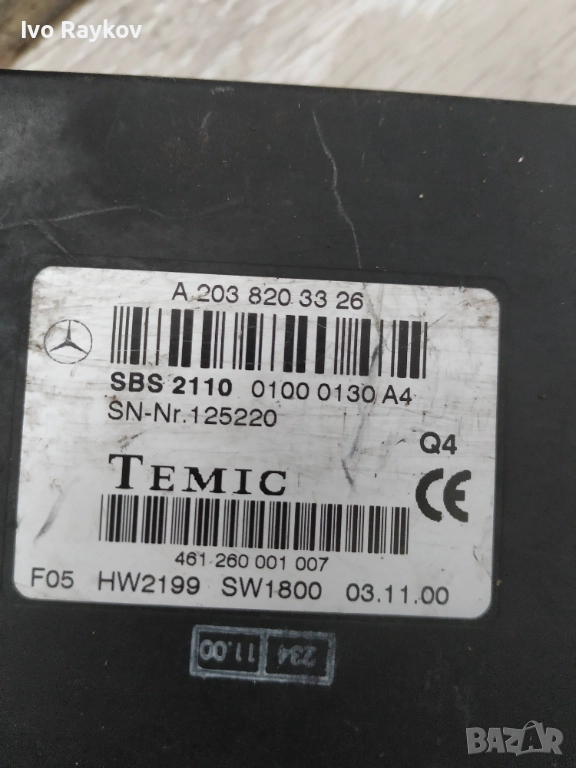 Ivo Raykov
A 203 820 33 26
SBS 2110 0100 0130 A4
SN-Nr.125220
Q4
TEMIC
CE
461 260 001 007
F05 HW2199 SW1800 03.11.00
234 11.00
BAZAR